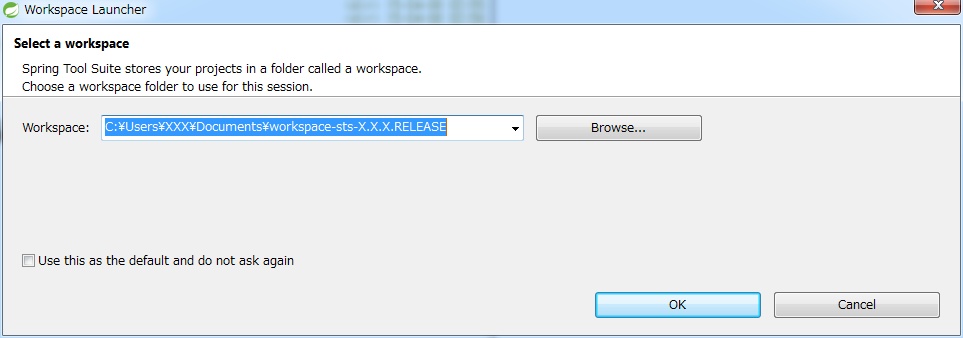 Workspace Launcher
Select a workspace
Spring Tool Suite stores your projects in a folder called a workspace.
Choose a workspace folder to use for this session.
Workspace: C:¥Users¥XXX¥Documents¥workspace-sts-X.X.X.RELEASE Browse...
Use this as the default and do not ask again
OK Cancel